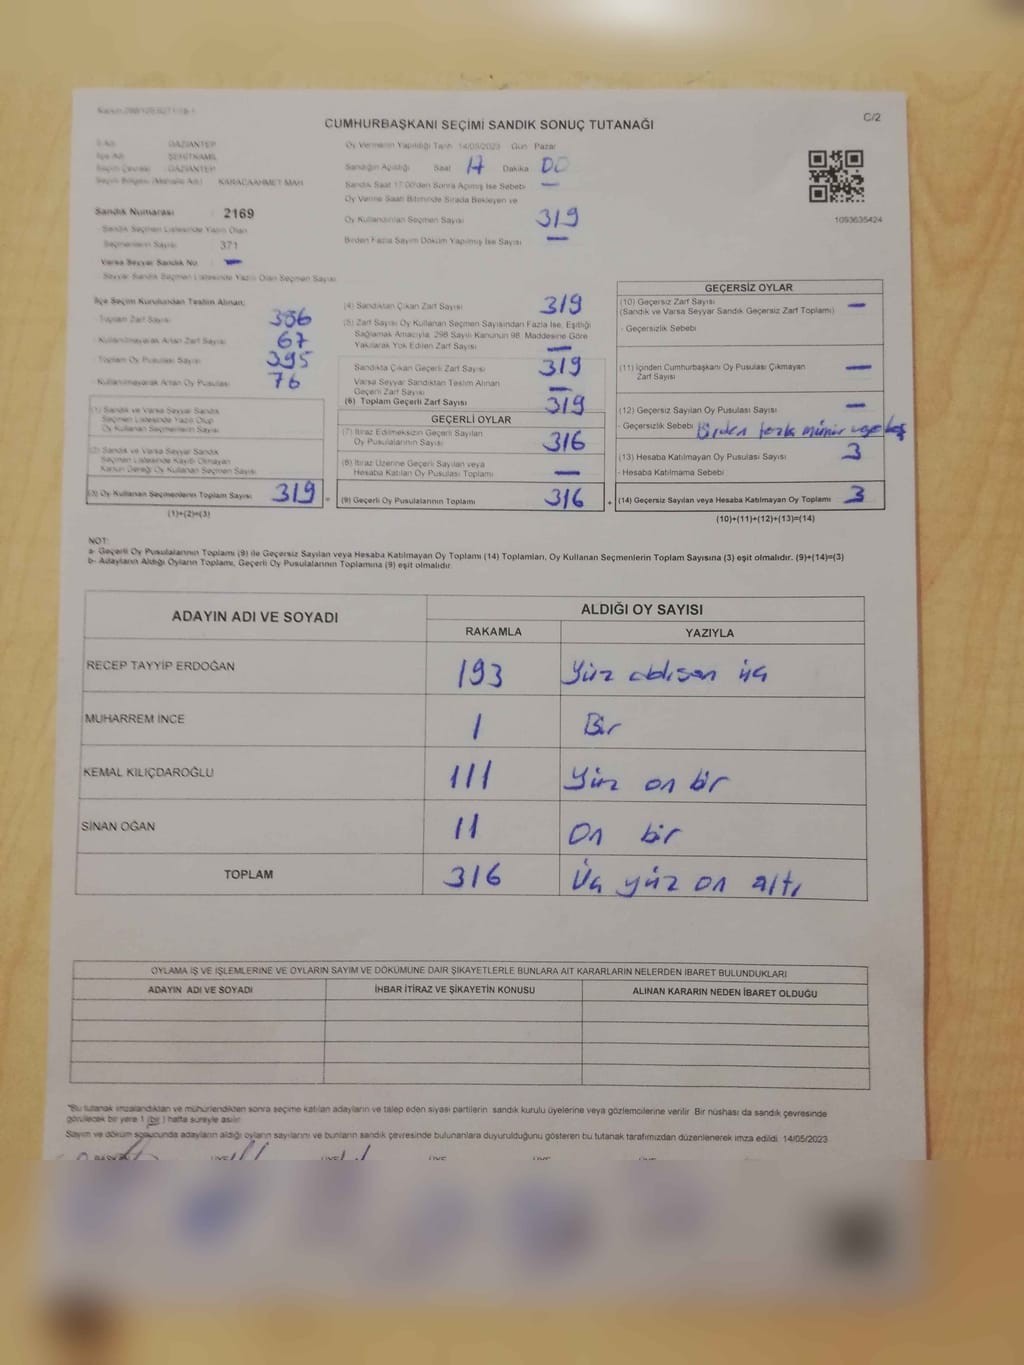 CUMHURBAŞKANI SEÇİMİ SANDIK SONUÇ TUTANAĞI
C/2
İl Adı : GAZİANTEP
İlçe Adı : ŞEHİTKAMİL
Seçim Çevresi : GAZİANTEP
Seçim Bölgesi (Mahalle Adı) : KARACAAHMET MAH
Sandık Numarası : 2169
Sandık Seçmen Listesinde Yazılı Olan
Seçmenlerin Sayısı : 371
Varsa Seyyar Sandık No : —
Seyyar Sandık Seçmen Listesinde Yazılı Olan Seçmen Sayısı
Oy Vermenin Yapıldığı Tarih 14/05/2023 Gün Pazar
Sandığın Açıldığı Saat 17 Dakika 00
Sandık Saat 17:00'den Sonra Açılmış İse Sebebi —
Oy Verme Saati Bitiminde Sırada Bekleyen ve
Oy Kullandırılan Seçmen Sayısı 319
Birden Fazla Sayım Döküm Yapılmış İse Sayısı —
1093635424
İlçe Seçim Kurulundan Teslim Alınan;
Toplam Zarf Sayısı 386
Kullanılmayarak Artan Zarf Sayısı 67
Toplam Oy Pusulası Sayısı 395
Kullanılmayarak Artan Oy Pusulası 76
(1) Sandık ve Varsa Seyyar Sandık
Seçmen Listesinde Yazılı Olup
Oy Kullanan Seçmenlerin Sayısı
(2) Sandık ve Varsa Seyyar Sandık
Seçmen Listesinde Kayıtlı Olmayan
Kanun Gereği Oy Kullanan Seçmen Sayısı
(3) Oy Kullanan Seçmenlerin Toplam Sayısı 319 =
(1)+(2)=(3)
(4) Sandıktan Çıkan Zarf Sayısı 319
(5) Zarf Sayısı Oy Kullanan Seçmen Sayısından Fazla İse, Eşitliği
Sağlamak Amacıyla, 298 Sayılı Kanunun 98. Maddesine Göre
Yakılarak Yok Edilen Zarf Sayısı —
Sandıkta Çıkan Geçerli Zarf Sayısı 319
Varsa Seyyar Sandıktan Teslim Alınan
Geçerli Zarf Sayısı —
(6) Toplam Geçerli Zarf Sayısı 319
GEÇERLİ OYLAR
(7) İtiraz Edilmeksizin Geçerli Sayılan
Oy Pusulalarının Sayısı 316
(8) İtiraz Üzerine Geçerli Sayılan veya
Hesaba Katılan Oy Pusulası Toplamı —
(9) Geçerli Oy Pusulalarının Toplamı 316 +
GEÇERSİZ OYLAR
(10) Geçersiz Zarf Sayısı —
(Sandık ve Varsa Seyyar Sandık Geçersiz Zarf Toplamı)
- Geçersizlik Sebebi
(11) İçinden Cumhurbaşkanı Oy Pusulası Çıkmayan —
Zarf Sayısı
(12) Geçersiz Sayılan Oy Pusulası Sayısı —
- Geçersizlik Sebebi Birden fazla mühür veya boş
(13) Hesaba Katılmayan Oy Pusulası Sayısı 3
- Hesaba Katılmama Sebebi
(14) Geçersiz Sayılan veya Hesaba Katılmayan Oy Toplamı 3
(10)+(11)+(12)+(13)=(14)
NOT:
a- Geçerli Oy Pusulalarının Toplamı (9) ile Geçersiz Sayılan veya Hesaba Katılmayan Oy Toplamı (14) Toplamları, Oy Kullanan Seçmenlerin Toplam Sayısına (3) eşit olmalıdır. (9)+(14)=(3)
b- Adayların Aldığı Oyların Toplamı, Geçerli Oy Pusulalarının Toplamına (9) eşit olmalıdır.
ADAYIN ADI VE SOYADI
ALDIĞI OY SAYISI
RAKAMLA YAZIYLA
RECEP TAYYİP ERDOĞAN 193 Yüz doksan üç
MUHARREM İNCE 1 Bir
KEMAL KILIÇDAROĞLU 111 Yüz on bir
SİNAN OĞAN 11 On bir
TOPLAM 316 Üç yüz on altı
OYLAMA İŞ VE İŞLEMLERİNE VE OYLARIN SAYIM VE DÖKÜMÜNE DAİR ŞİKAYETLERLE BUNLARA AİT KARARLARIN NELERDEN İBARET BULUNDUKLARI
ADAYIN ADI VE SOYADI İHBAR İTİRAZ VE ŞİKAYETİN KONUSU ALINAN KARARIN NEDEN İBARET OLDUĞU
"Bu tutanak imzalandıktan ve mühürlendikten sonra seçime katılan adayların ve talep eden siyasi partilerin sandık kurulu üyelerine veya gözlemcilerine verilir. Bir nüshası da sandık çevresinde
görülecek bir yere 1 (bir) hafta süreyle asılır.
Sayım ve döküm sonucunda adayların aldığı oyların sayılarını ve bunların sandık çevresinde bulunanlara duyurulduğunu gösteren bu tutanak tarafımızdan düzenlenerek imza edildi. 14/05/2023
BAŞKAN ÜYE ÜYE ÜYE ÜYE ÜYE